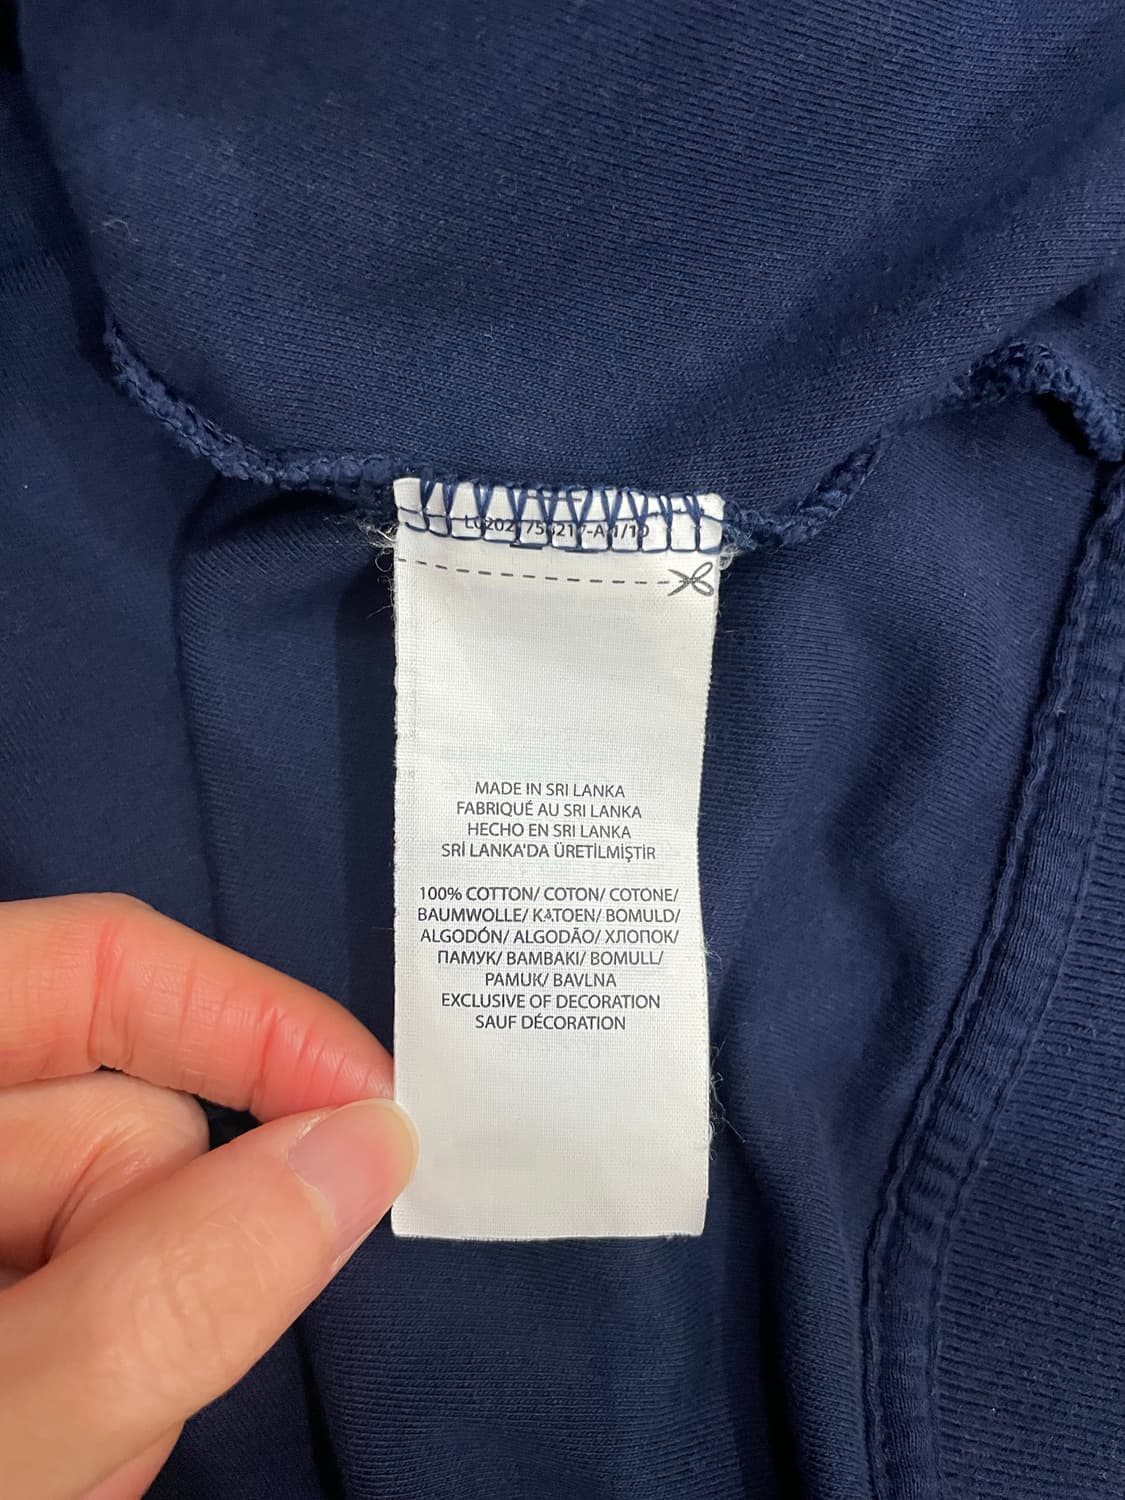 MADE IN SRI LANKA
FABRIQUÉ AU SRI LANKA
HECHO EN SRI LANKA
SRİ LANKA'DA ÜRETİLMİŞTİR
100% COTTON/ COTON/ COTONE/
BAUMWOLLE/ KATOEN/ BOMULD/
ALGODÓN/ ALGODÃO/ ХЛОПОК/
ПАМУК/ BAMBAKI/ BOMULL/
PAMUK/ BAVLNA
EXCLUSIVE OF DECORATION
SAUF DÉCORATION